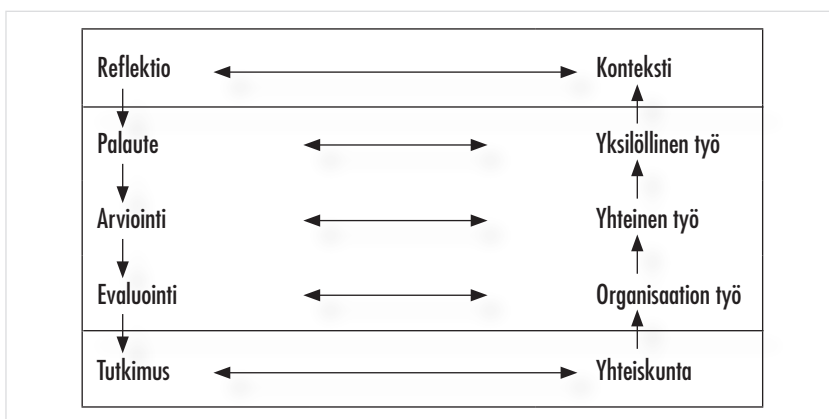 Reflektio Konteksti
Palaute Yksilöllinen työ
Arviointi Yhteinen työ
Evaluointi Organisaation työ
Tutkimus Yhteiskunta